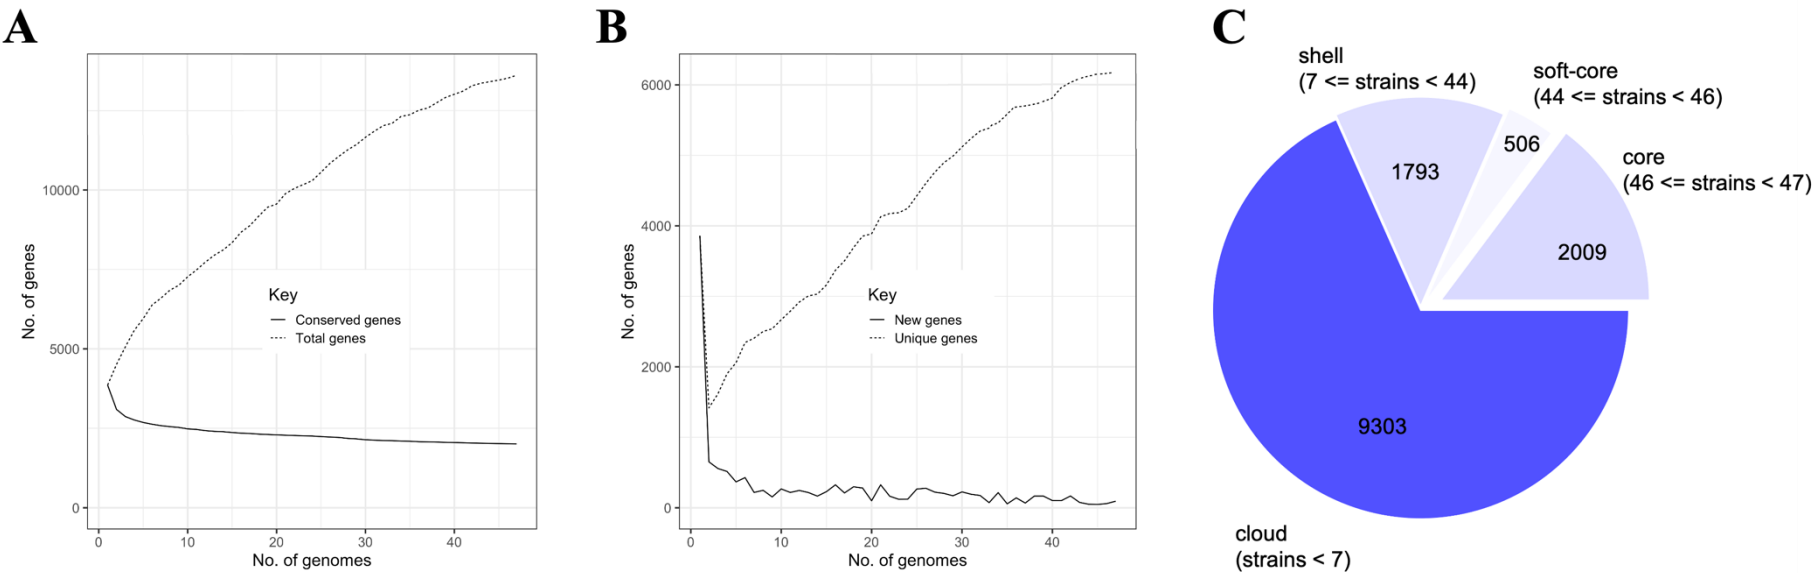 A
No. of genes
10000
5000
0
Key
Conserved genes
Total genes
0
10
20
30
40
No. of genomes
B
No. of genes
6000
4000
2000
0
Key
New genes
Unique genes
0
10
20
30
40
No. of genomes
C
shell
(7 <= strains < 44)
soft-core
(44 <= strains < 46)
core
(46 <= strains < 47)
1793
506
2009
9303
cloud
(strains < 7)